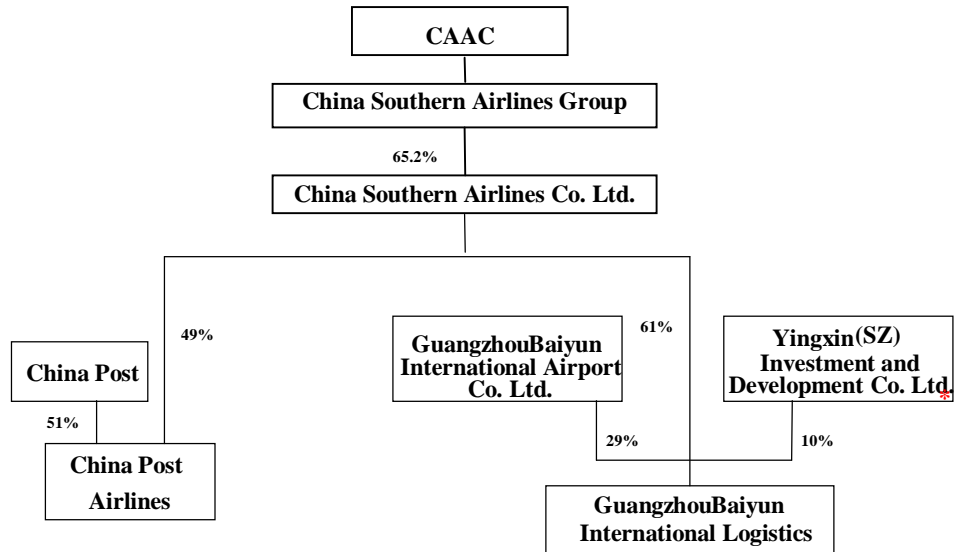 CAAC
China Southern Airlines Group
65.2%
China Southern Airlines Co. Ltd.
49%
61%
China Post
GuangzhouBaiyun
International Airport
Co. Ltd.
Yingxin(SZ)
Investment and
Development Co. Ltd.*
51%
29%
10%
China Post
Airlines
GuangzhouBaiyun
International Logistics